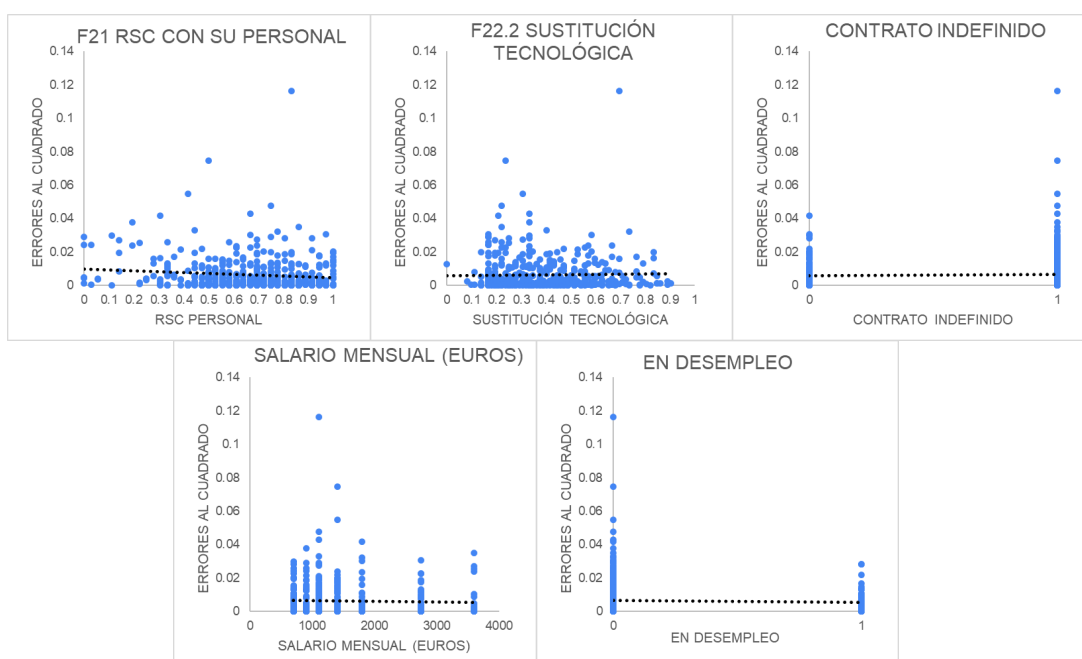 F21 RSC CON SU PERSONAL
0.14
0.12
0.1
0.08
0.06
0.04
0.02
0
0 0.1 0.2 0.3 0.4 0.5 0.6 0.7 0.8 0.9 1
ERRORES AL CUADRADO
RSC PERSONAL
F22.2 SUSTITUCIÓN
TECNOLÓGICA
0.14
0.12
0.1
0.08
0.06
0.04
0.02
0
0 0.1 0.2 0.3 0.4 0.5 0.6 0.7 0.8 0.9 1
ERRORES AL CUADRADO
SUSTITUCIÓN TECNOLÓGICA
CONTRATO INDEFINIDO
0.14
0.12
0.1
0.08
0.06
0.04
0.02
0
0 1
ERRORES AL CUADRADO
CONTRATO INDEFINIDO
SALARIO MENSUAL (EUROS)
0.14
0.12
0.1
0.08
0.06
0.04
0.02
0
0 1000 2000 3000 4000
ERRORES AL CUADRADO
SALARIO MENSUAL (EUROS)
EN DESEMPLEO
0.14
0.12
0.1
0.08
0.06
0.04
0.02
0
0 1
ERRORES AL CUADRADO
EN DESEMPLEO